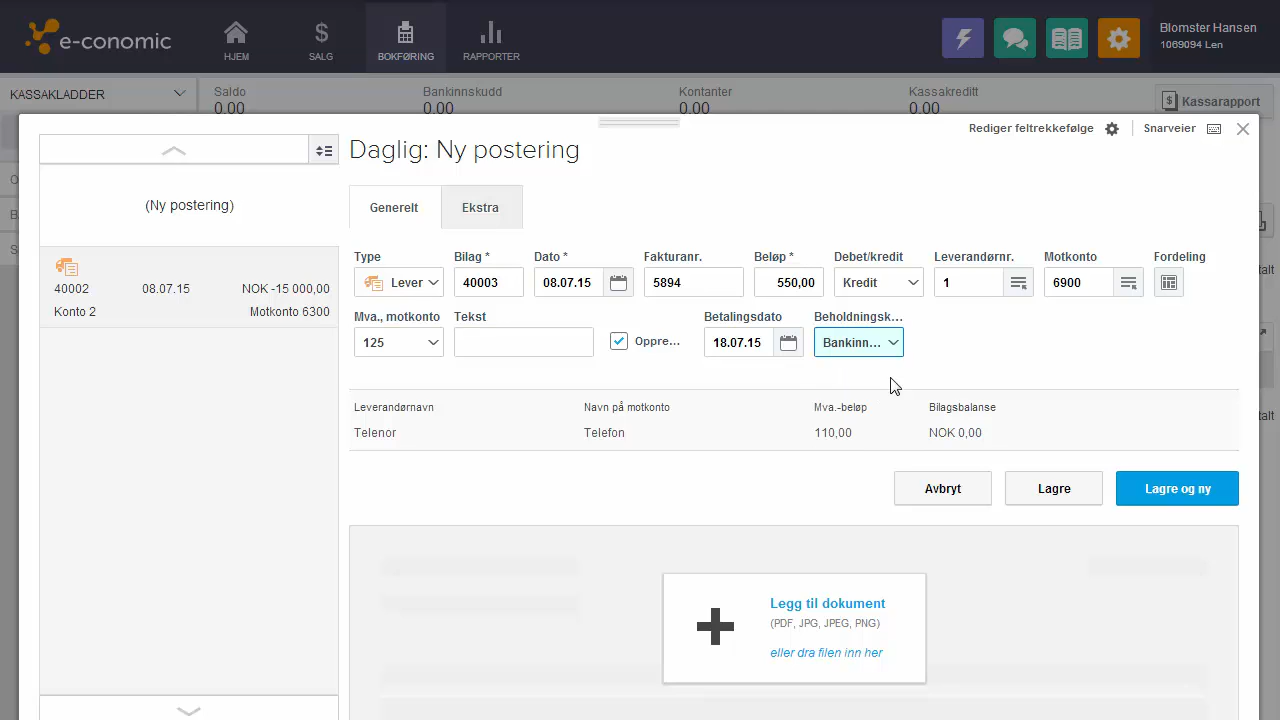 e-conomic
HJEM
SALG
BOKFØRING
RAPPORTER
Blomster Hansen
1069094 Len
KASSAKLADDER
Saldo
0,00
Bankinnskudd
0,00
Kontanter
0,00
Kassakreditt
0,00
Kassarapport
Rediger feltrekkefølge
Snarveier
Daglig: Ny postering
(Ny postering)
40002 08.07.15 NOK -15 000,00
Konto 2 Motkonto 6300
Generelt
Ekstra
Type Bilag * Dato * Fakturanr. Beløp * Debet/kredit Leverandørnr. Motkonto Fordeling
Lever 40003 08.07.15 5894 550,00 Kredit 1 6900
Mva., motkonto Tekst Oppre... Betalingsdato Beholdningsk...
125 18.07.15 Bankinn...
Leverandørnavn Navn på motkonto Mva.-beløp Bilagsbalanse
Telenor Telefon 110,00 NOK 0,00
Avbryt
Lagre
Lagre og ny
Legg til dokument
(PDF, JPG, JPEG, PNG)
eller dra filen inn her